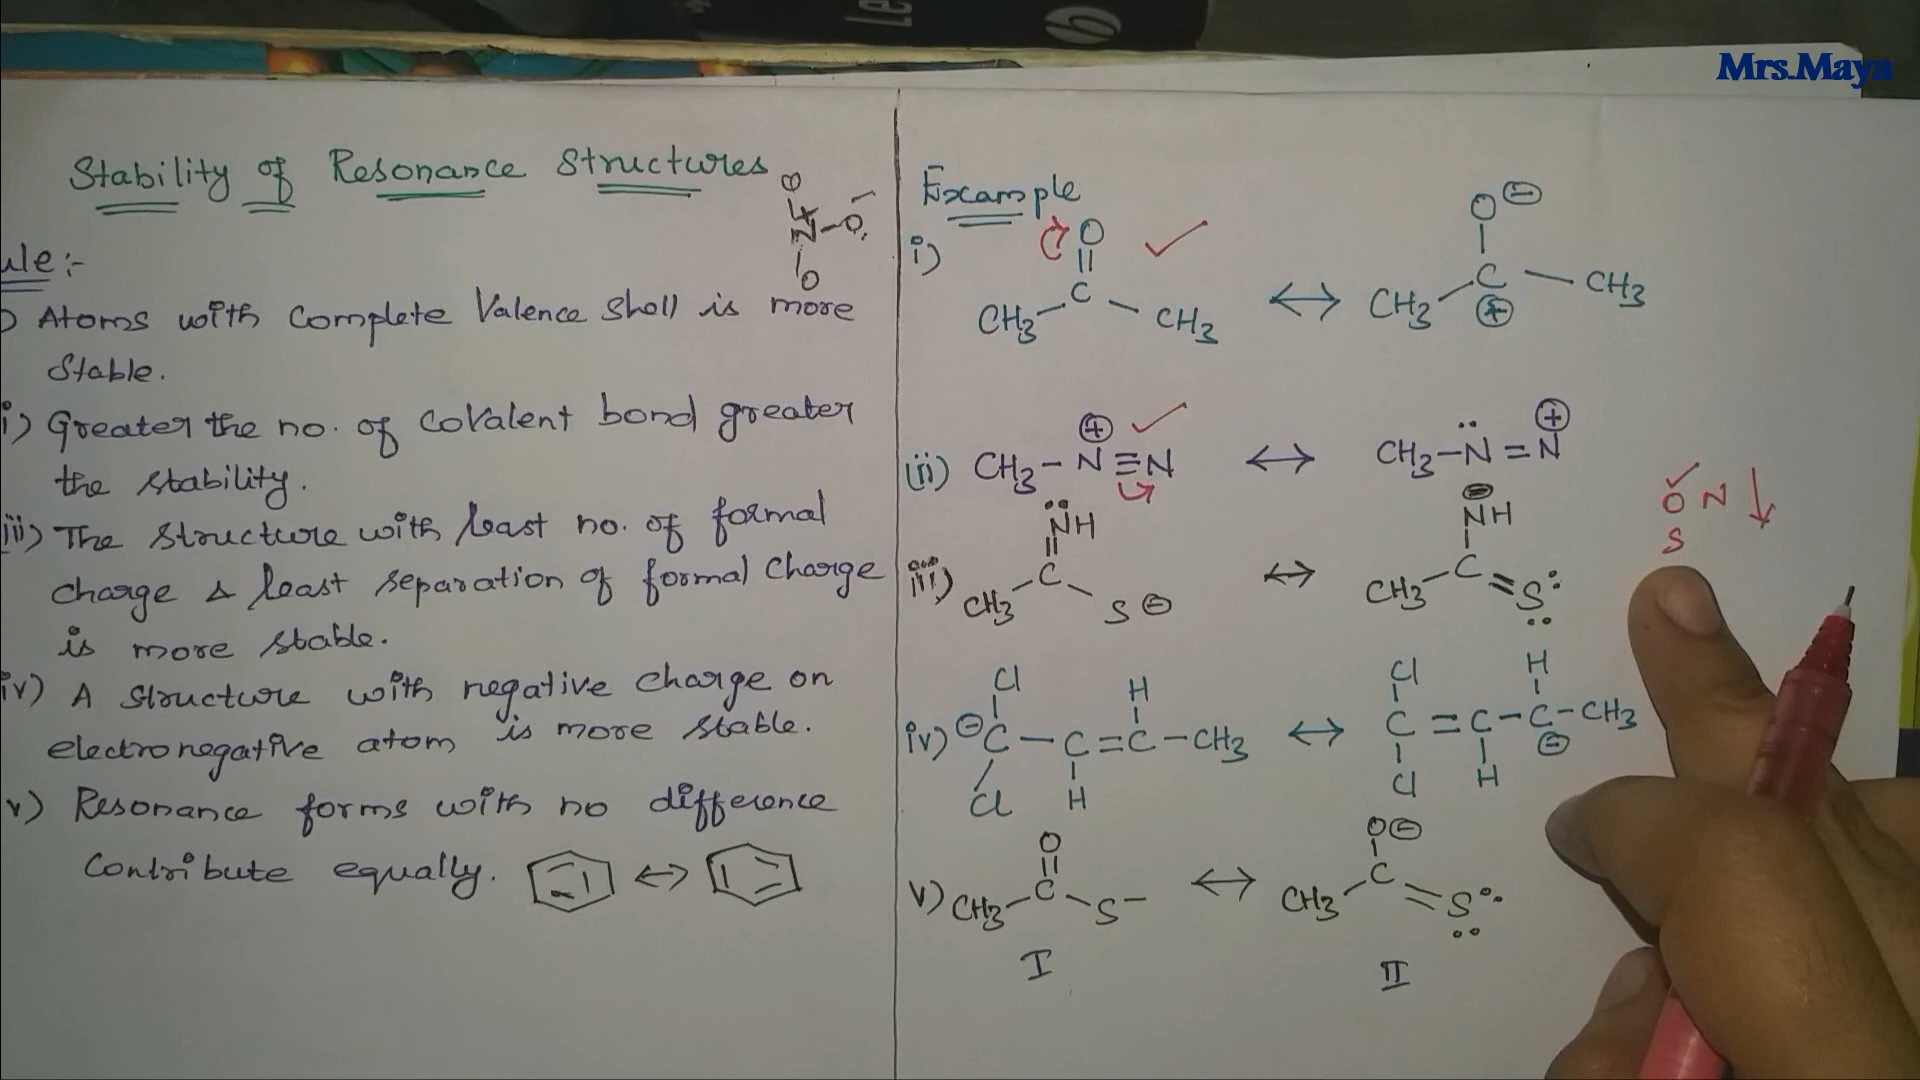 Mrs.Maya
Stability of Resonance Structures
ule:-
Atoms with Complete Valence Shell is more
Stable.
i) Greater the no. of Covalent bond greater
the stability.
iii) The Structure with least no. of formal
charge & least separation of formal charge
is more stable.
iv) A Structure with negative charge on
electronegative atom is more stable.
v) Resonance forms with no difference
Contribute equally. ↔
O
N+ - O:-
O
Example
i) O
||
CH3 C CH3 ↔ O ⊖
CH3 C ⊕ CH3
(ii) CH3 - N⊕ ≡ N ↔ CH3 - N̈ = N⊕
iii) N̈H
||
CH3 C S ⊖ ↔ ⊖
NH
CH3 - C = S
O N ↓
S
iv) Cl H
⊖C - C = C - CH3
Cl H
↔
Cl H
C = C - C - CH3
Cl H ⊖
v) O
||
CH3 - C - S-
↔
O⊖
CH3 - C = S
I
II